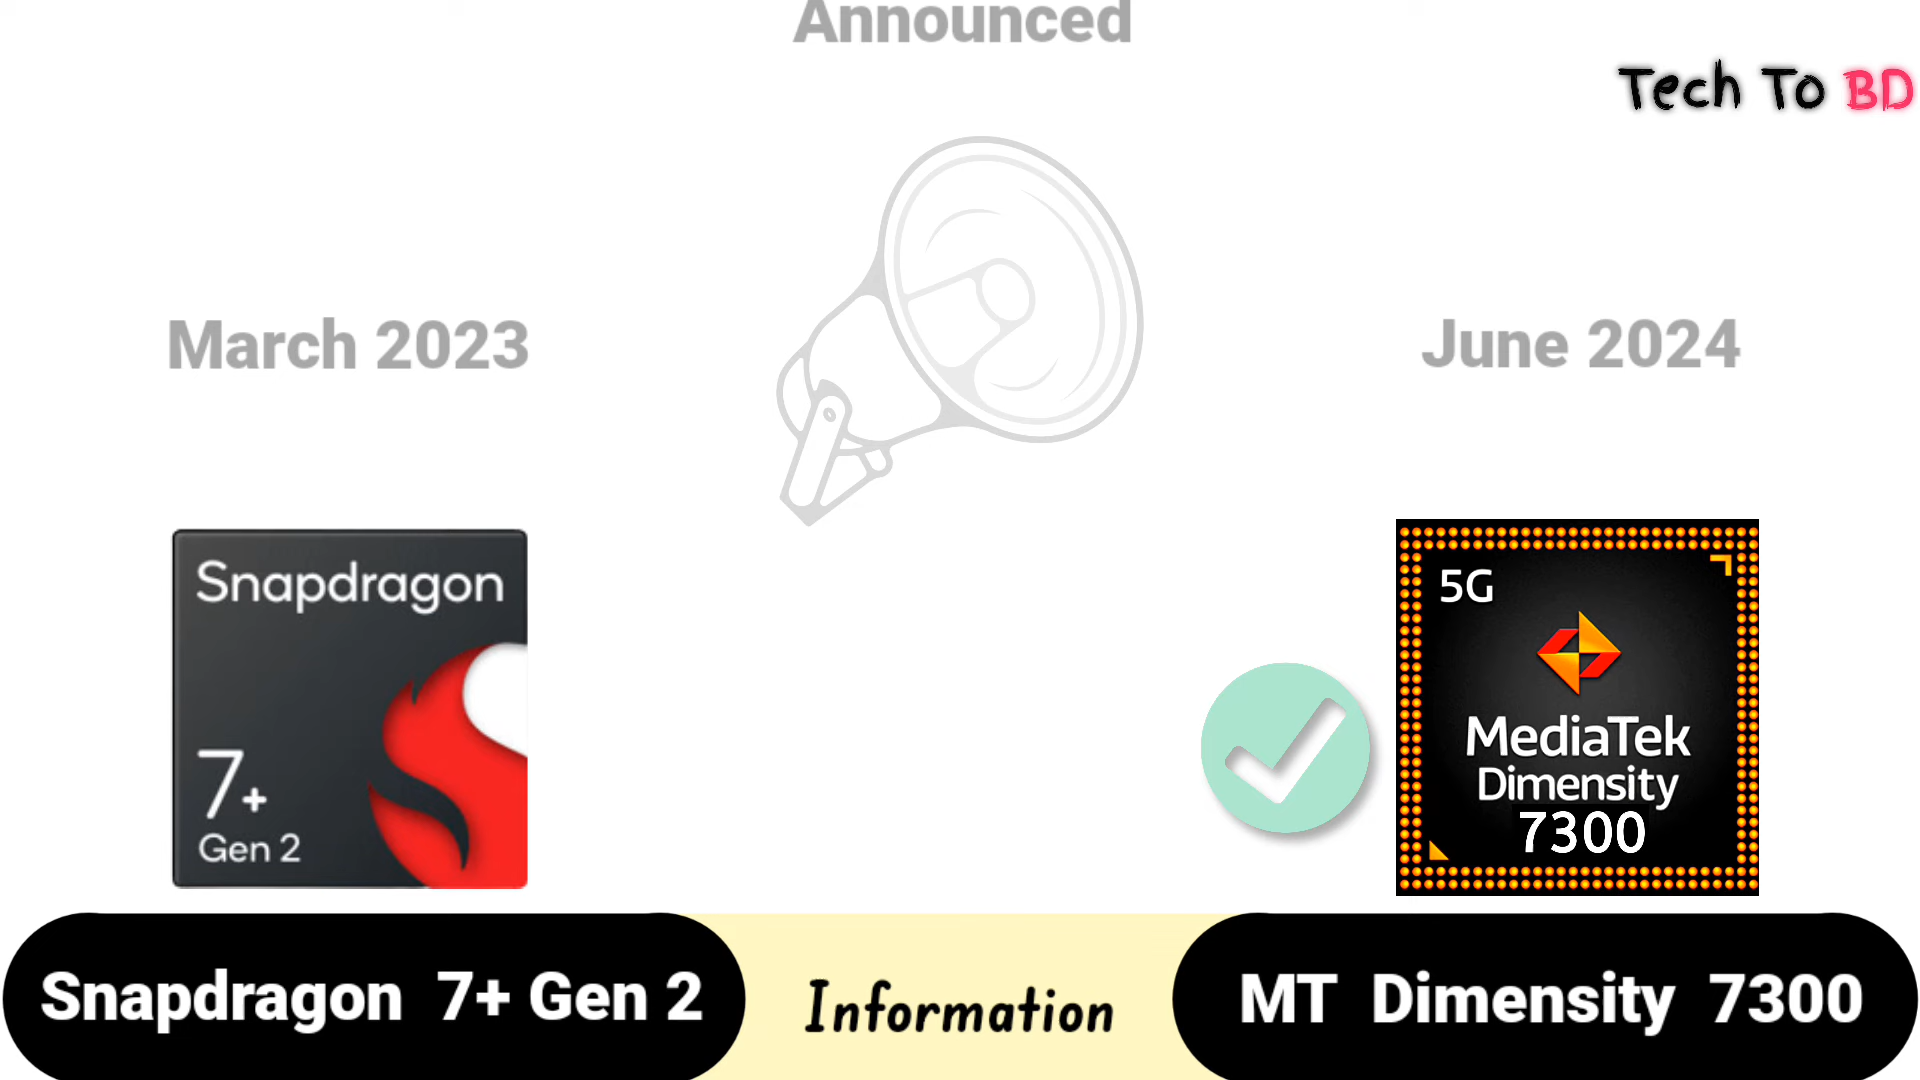 Announced
Tech To BD
March 2023
June 2024
Snapdragon
7+
Gen 2
5G
MediaTek
Dimensity
7300
Snapdragon 7+ Gen 2
Information
MT Dimensity 7300